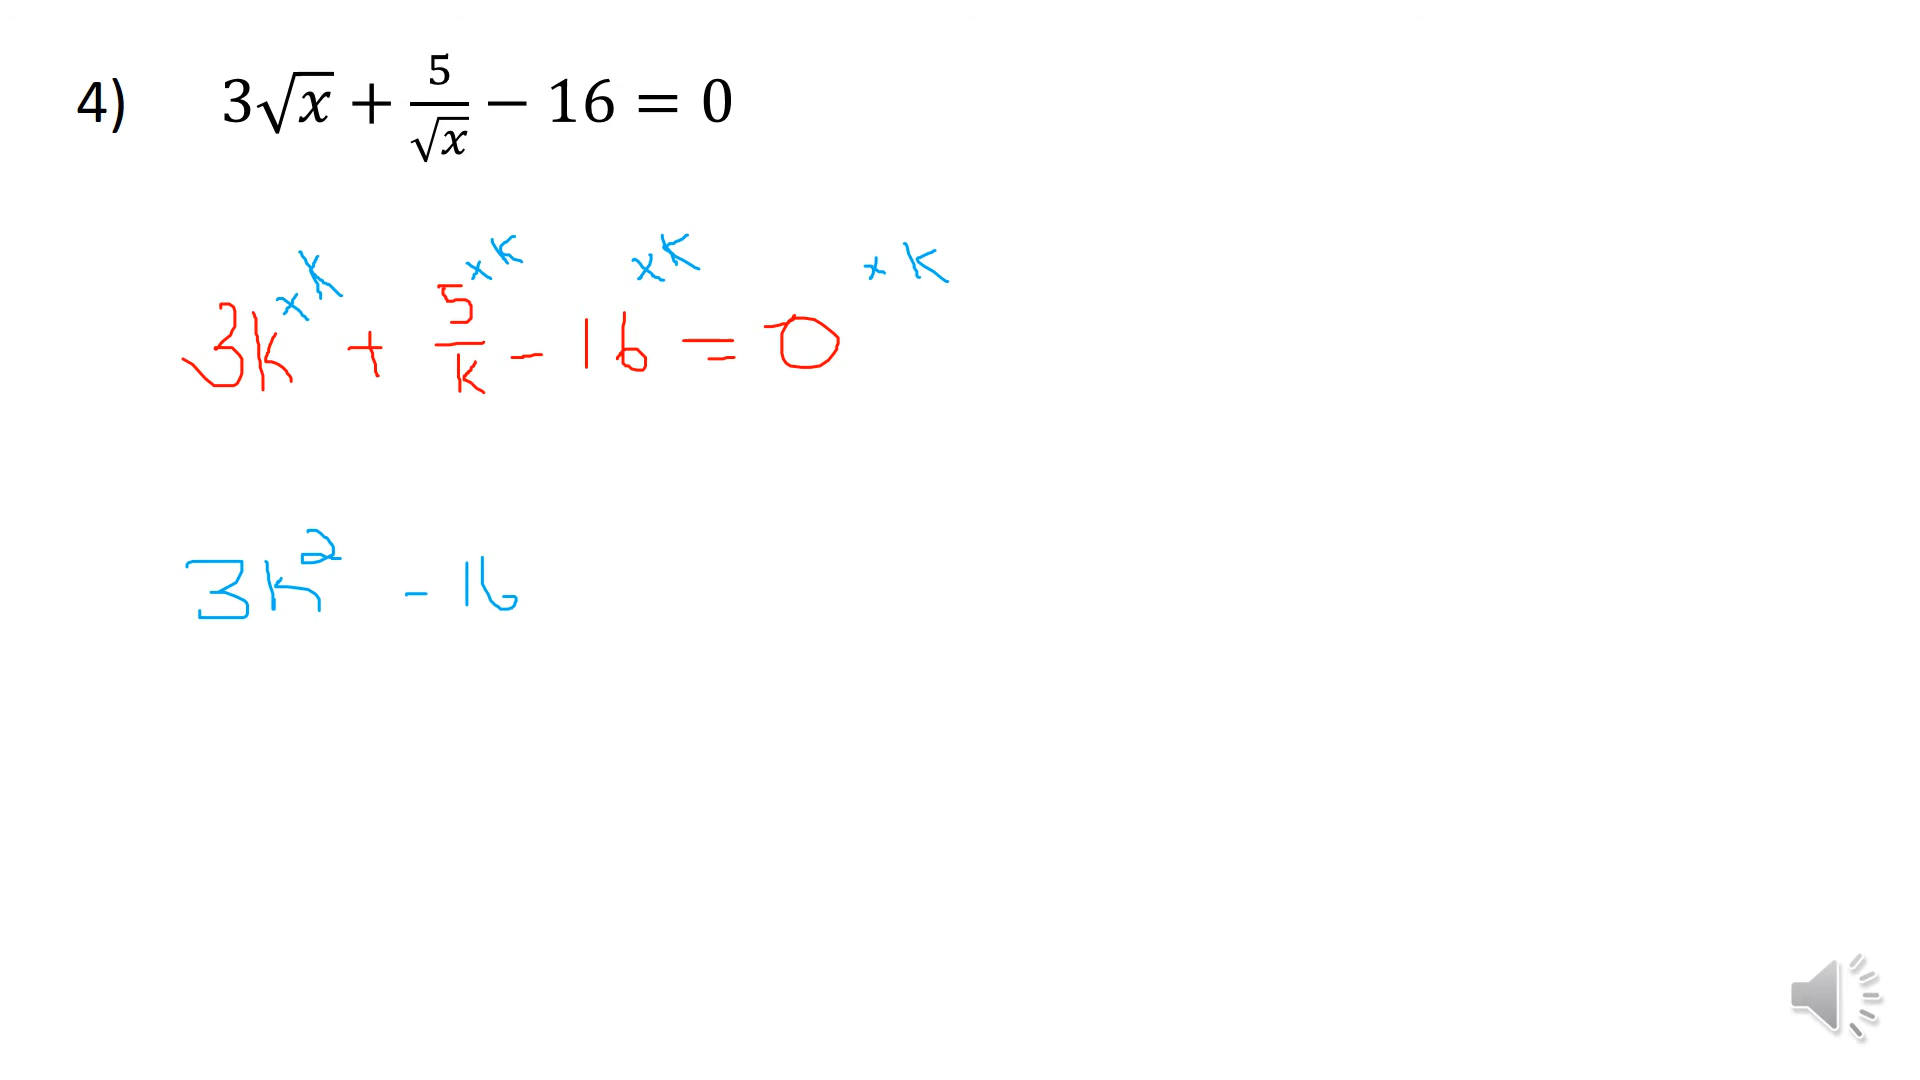 4) 3√x + 5/√x − 16 = 0
×K ×K ×K ×K
3k + 5/k − 16 = 0
3k² - 16